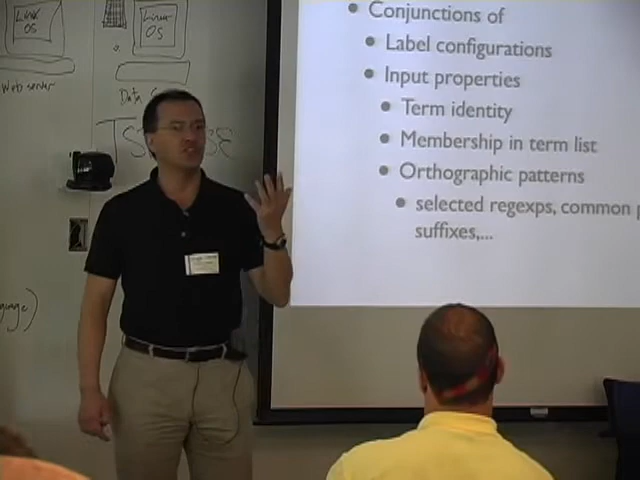 Linux
OS
Web server
Linux
OS
Conjunctions of
Label configurations
Input properties
Term identity
Membership in term list
Orthographic patterns
selected regexps, common
suffixes,...